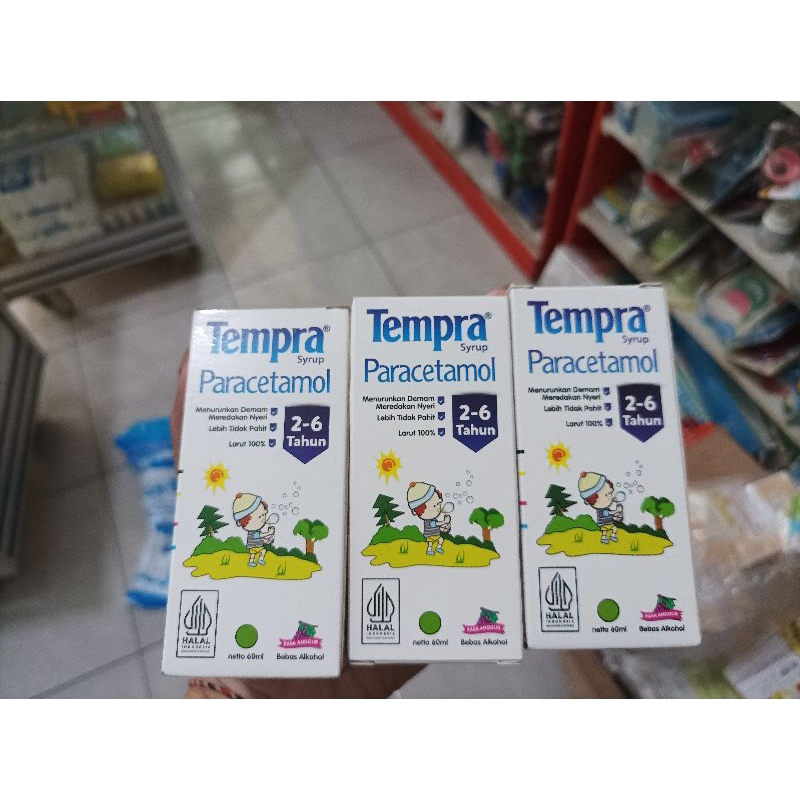 Tempra®
Syrup
Paracetamol
Menurunkan Demam
Meredakan Nyeri
Lebih Tidak Pahit
Larut 100%
2-6
Tahun
HALAL
INDONESIA
netto 60ml
RASA ANGGUR
Bebas Alkohol
Tempra®
Syrup
Paracetamol
Menurunkan Demam
Meredakan Nyeri
Lebih Tidak Pahit
Larut 100%
2-6
Tahun
HALAL
INDONESIA
netto 60ml
RASA ANGGUR
Bebas Alkohol
Tempra®
Syrup
Paracetamol
Menurunkan Demam
Meredakan Nyeri
Lebih Tidak Pahit
Larut 100%
2-6
Tahun
HALAL
INDONESIA
netto 60ml
RASA ANGGUR
Bebas Alkohol